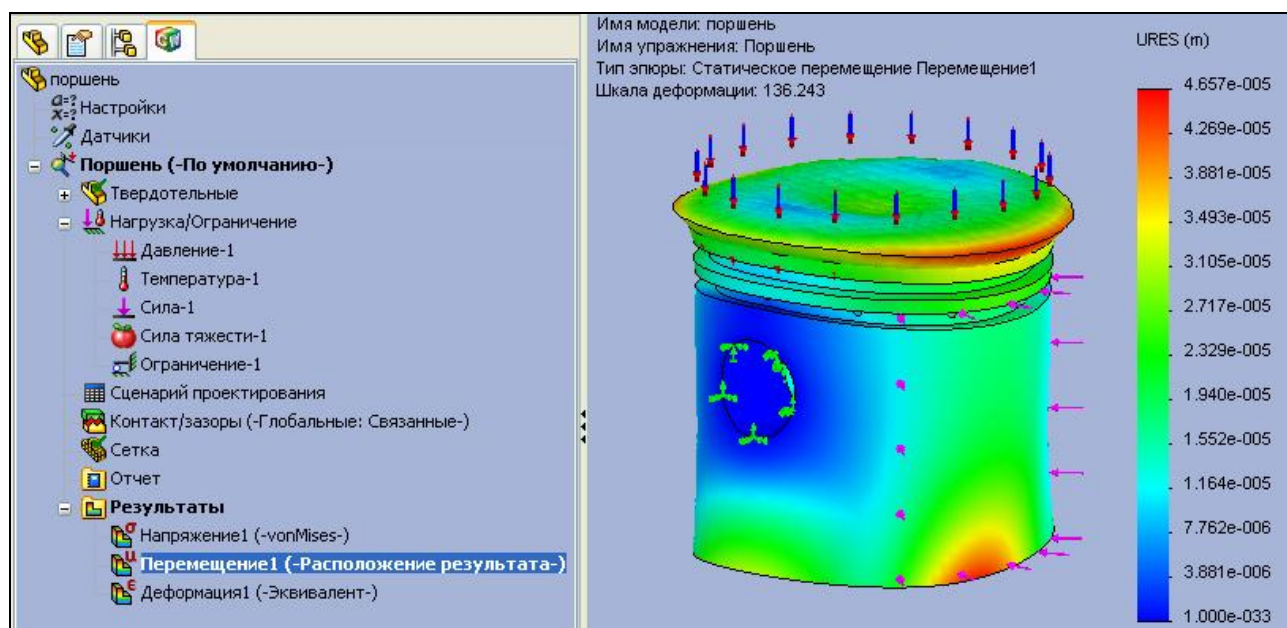 поршень
Настройки
Датчики
Поршень (-По умолчанию-)
Твердотельные
Нагрузка/Ограничение
Давление-1
Температура-1
Сила-1
Сила тяжести-1
Ограничение-1
Сценарий проектирования
Контакт/зазоры (-Глобальные: Связанные-)
Сетка
Отчет
Результаты
Напряжение1 (-vonMises-)
Перемещение1 (-Расположение результата-)
Деформация1 (-Эквивалент-)
Имя модели: поршень
Имя упражнения: Поршень
Тип эпюры: Статическое перемещение Перемещение1
Шкала деформации: 136.243
URES (m)
4.657e-005
4.269e-005
3.881e-005
3.493e-005
3.105e-005
2.717e-005
2.329e-005
1.940e-005
1.552e-005
1.164e-005
7.762e-006
3.881e-006
1.000e-033